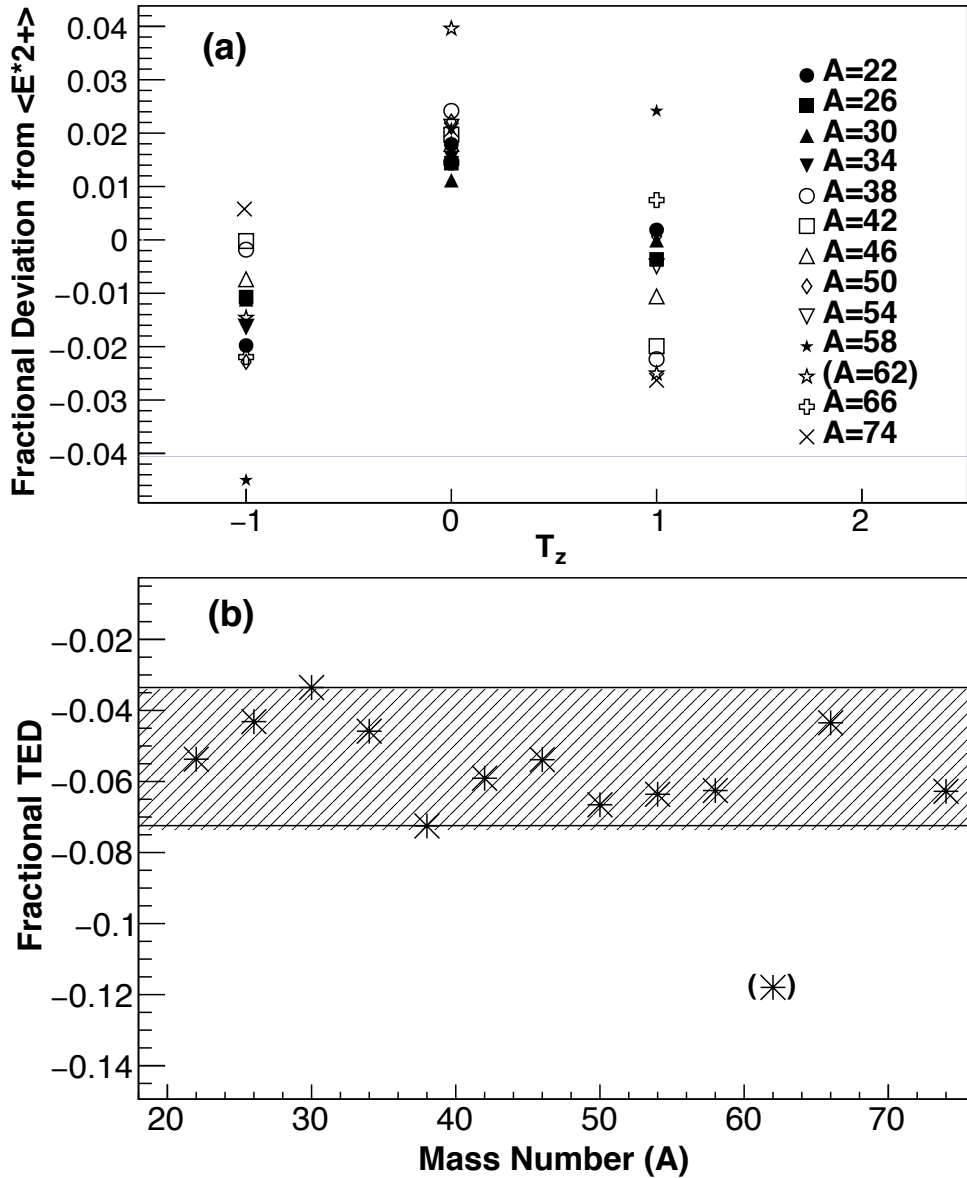 (a)
0.04
0.03
0.02
0.01
0
−0.01
−0.02
−0.03
−0.04
Fractional Deviation from <E*2+>
A=22
A=26
A=30
A=34
A=38
A=42
A=46
A=50
A=54
A=58
(A=62)
A=66
A=74
−1 0 1 2
T_z
(b)
−0.02
−0.04
−0.06
−0.08
−0.1
−0.12
−0.14
Fractional TED
( )
20 30 40 50 60 70
Mass Number (A)